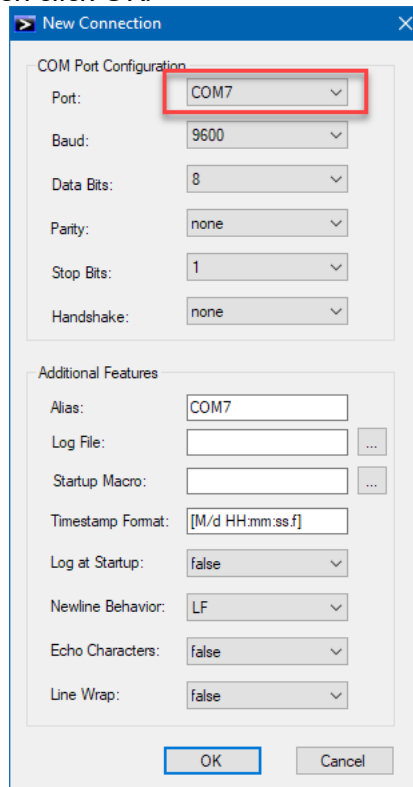 New Connection
COM Port Configuration
Port: COM7
Baud: 9600
Data Bits: 8
Parity: none
Stop Bits: 1
Handshake: none
Additional Features
Alias: COM7
Log File: ...
Startup Macro: ...
Timestamp Format: [M/d HH:mm:ss.f]
Log at Startup: false
Newline Behavior: LF
Echo Characters: false
Line Wrap: false
OK Cancel